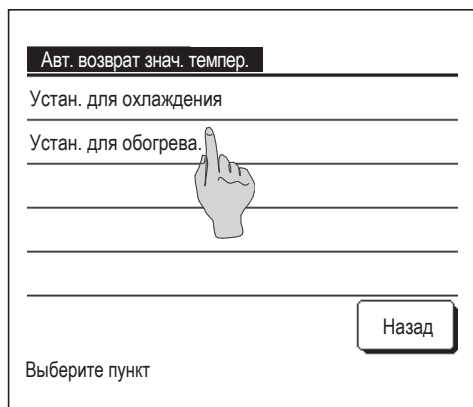 Авт. возврат знач. темпер.
Устан. для охлаждения
Устан. для обогрева.
Назад
Выберите пункт